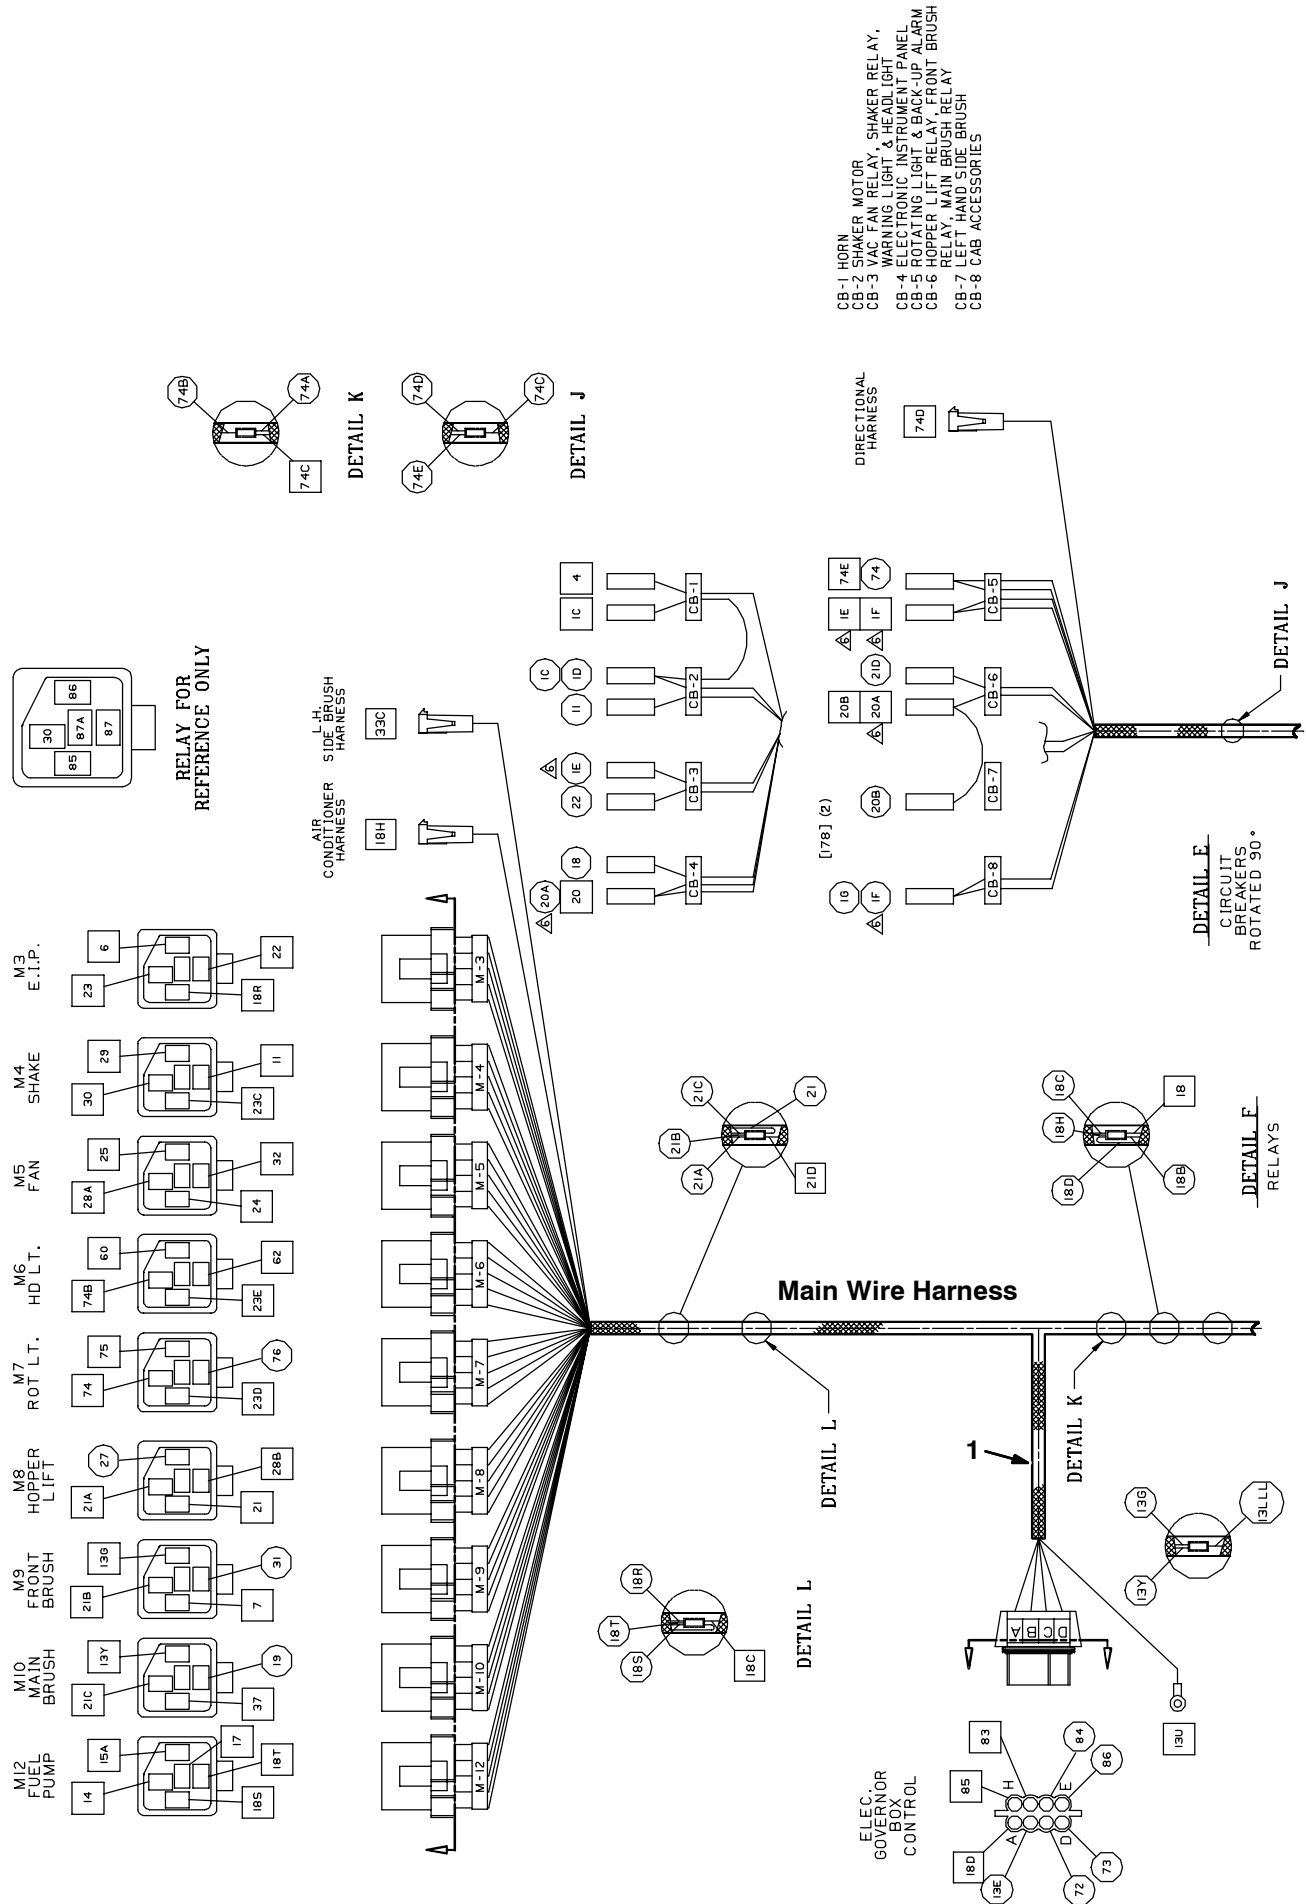 M12
FUEL
PUMP
14
15A
17
18T
18S
M10
MAIN
BRUSH
21C
13Y
19
37
M9
FRONT
BRUSH
21B
13G
31
7
M8
HOPPER
LIFT
21A
27
28B
21
M7
ROT LT.
74
75
76
23D
M6
HD LT.
74B
60
62
23E
M5
FAN
28A
25
32
24
M4
SHAKE
30
29
11
23C
M3
E.I.P.
23
6
22
18R
30
86
87A
87
85
RELAY FOR
REFERENCE ONLY
M-12
M-10
M-9
M-8
M-7
M-6
M-5
M-4
M-3
AIR
CONDITIONER
HARNESS
18H
L.H.
SIDE BRUSH
HARNESS
33C
74B
74A
74C
DETAIL K
74D
74C
74E
DETAIL J
20A
6
20
18
CB-4
22
1E
6
CB-3
11
1C
1D
CB-2
1C
4
CB-1
[178] (2)
1G
1F
6
CB-8
20B
CB-7
20B
20A
6
21D
CB-6
1E
6
1F
6
74E
74
CB-5
DIRECTIONAL
HARNESS
74D
DETAIL J
DETAIL E
CIRCUIT
BREAKERS
ROTATED 90°
CB-1 HORN
CB-2 SHAKER MOTOR
CB-3 VAC FAN RELAY, SHAKER RELAY,
WARNING LIGHT & HEADLIGHT
CB-4 ELECTRONIC INSTRUMENT PANEL
CB-5 ROTATING LIGHT & BACK-UP ALARM
CB-6 HOPPER LIFT RELAY, FRONT BRUSH
RELAY, MAIN BRUSH RELAY
CB-7 LEFT HAND SIDE BRUSH
CB-8 CAB ACCESSORIES
21C
21B
21A
21
21D
18C
18H
18D
18
18B
DETAIL F
RELAYS
Main Wire Harness
18R
18T
18S
18C
DETAIL L
DETAIL L
1
DETAIL K
13G
13Y
13LLL
A
B
C
D
13U
ELEC.
GOVERNOR
BOX
CONTROL
85
83
H
84
E
86
A
18D
13E
72
D
73